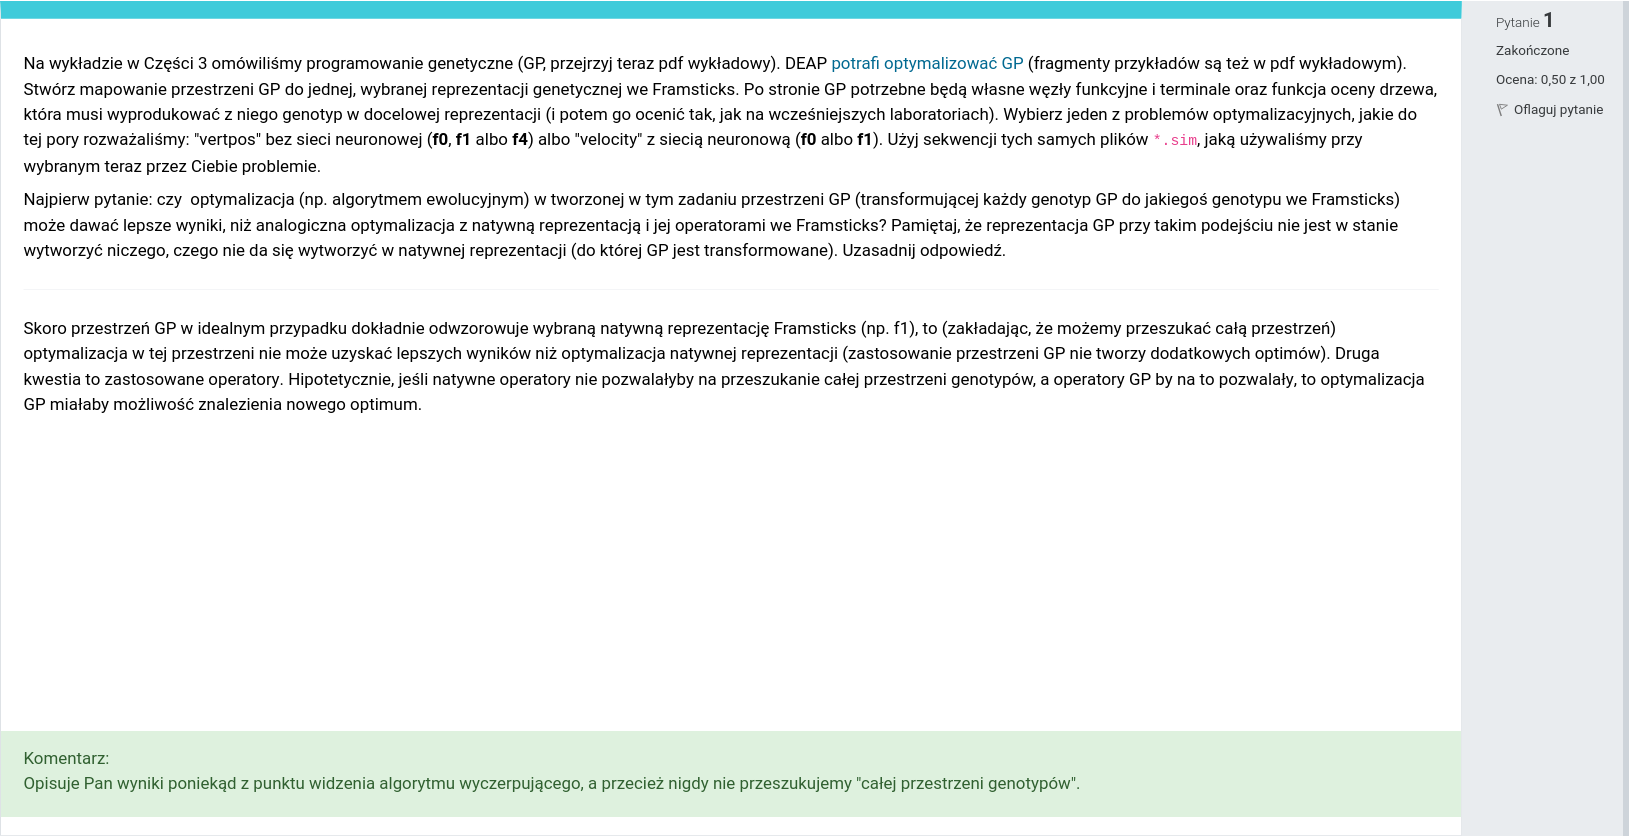 Na wykładzie w Części 3 omówiliśmy programowanie genetyczne (GP, przejrzyj teraz pdf wykładowy). DEAP potrafi optymalizować GP (fragmenty przykładów są też w pdf wykładowym).
Stwórz mapowanie przestrzeni GP do jednej, wybranej reprezentacji genetycznej we Framsticks. Po stronie GP potrzebne będą własne węzły funkcyjne i terminale oraz funkcja oceny drzewa,
która musi wyprodukować z niego genotyp w docelowej reprezentacji (i potem go ocenić tak, jak na wcześniejszych laboratoriach). Wybierz jeden z problemów optymalizacyjnych, jakie do
tej pory rozważaliśmy: "vertpos" bez sieci neuronowej (f0, f1 albo f4) albo "velocity" z siecią neuronową (f0 albo f1). Użyj sekwencji tych samych plików *.sim, jaką używaliśmy przy
wybranym teraz przez Ciebie problemie.
Najpierw pytanie: czy  optymalizacja (np. algorytmem ewolucyjnym) w tworzonej w tym zadaniu przestrzeni GP (transformującej każdy genotyp GP do jakiegoś genotypu we Framsticks)
może dawać lepsze wyniki, niż analogiczna optymalizacja z natywną reprezentacją i jej operatorami we Framsticks? Pamiętaj, że reprezentacja GP przy takim podejściu nie jest w stanie
wytworzyć niczego, czego nie da się wytworzyć w natywnej reprezentacji (do której GP jest transformowane). Uzasadnij odpowiedź.
Skoro przestrzeń GP w idealnym przypadku dokładnie odwzorowuje wybraną natywną reprezentację Framsticks (np. f1), to (zakładając, że możemy przeszukać całą przestrzeń)
optymalizacja w tej przestrzeni nie może uzyskać lepszych wyników niż optymalizacja natywnej reprezentacji (zastosowanie przestrzeni GP nie tworzy dodatkowych optimów). Druga
kwestia to zastosowane operatory. Hipotetycznie, jeśli natywne operatory nie pozwalałyby na przeszukanie całej przestrzeni genotypów, a operatory GP by na to pozwalały, to optymalizacja
GP miałaby możliwość znalezienia nowego optimum.
Komentarz:
Opisuje Pan wyniki poniekąd z punktu widzenia algorytmu wyczerpującego, a przecież nigdy nie przeszukujemy "całej przestrzeni genotypów".
Pytanie 1
Zakończone
Ocena: 0,50 z 1,00
Oflaguj pytanie